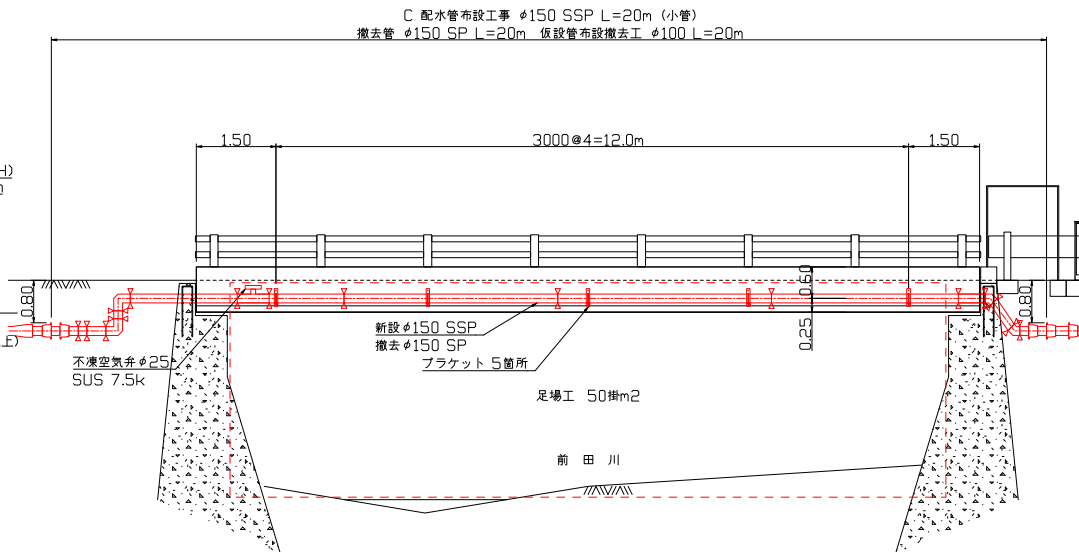 C 配水管布設工事 φ150 SSP L=20m (小管)
撤去管 φ150 SP L=20m 仮設管布設撤去工 φ100 L=20m
1.50
3000@4=12.0m
1.50
H)
0.80
0.60
0.25
0.80
上)
新設φ150 SSP
撤去φ150 SP
ブラケット 5箇所
不凍空気弁φ25
SUS 7.5k
足場工 50掛m2
前田川